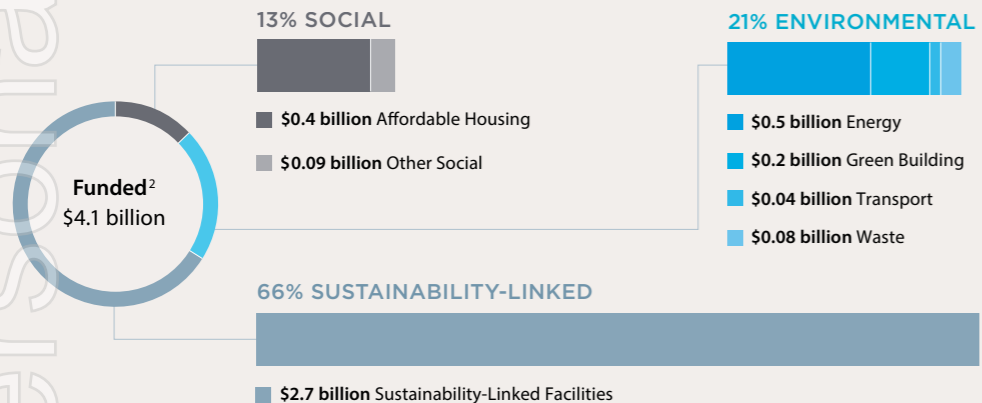 13% SOCIAL
$0.4 billion Affordable Housing
$0.09 billion Other Social
21% ENVIRONMENTAL
$0.5 billion Energy
$0.2 billion Green Building
$0.04 billion Transport
$0.08 billion Waste
Funded²
$4.1 billion
66% SUSTAINABILITY-LINKED
$2.7 billion Sustainability-Linked Facilities